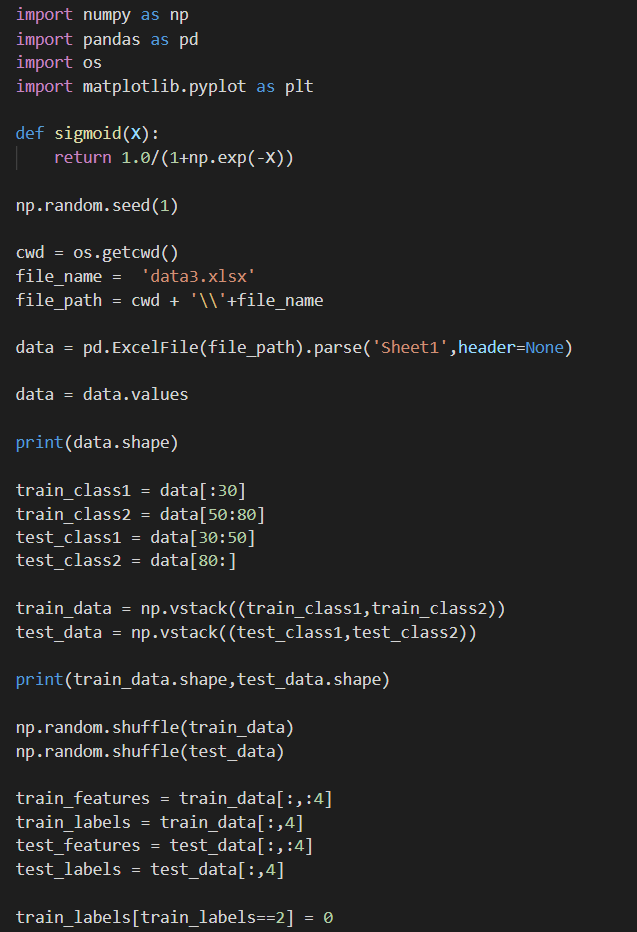 import numpy as np
import pandas as pd
import os
import matplotlib.pyplot as plt

def sigmoid(X):
    return 1.0/(1+np.exp(-X))

np.random.seed(1)

cwd = os.getcwd()
file_name =  'data3.xlsx'
file_path = cwd + '\\'+file_name

data = pd.ExcelFile(file_path).parse('Sheet1',header=None)

data = data.values

print(data.shape)

train_class1 = data[:30]
train_class2 = data[50:80]
test_class1 = data[30:50]
test_class2 = data[80:]

train_data = np.vstack((train_class1,train_class2))
test_data = np.vstack((test_class1,test_class2))

print(train_data.shape,test_data.shape)

np.random.shuffle(train_data)
np.random.shuffle(test_data)

train_features = train_data[:,:4]
train_labels = train_data[:,4]
test_features = test_data[:,:4]
test_labels = test_data[:,4]

train_labels[train_labels==2] = 0